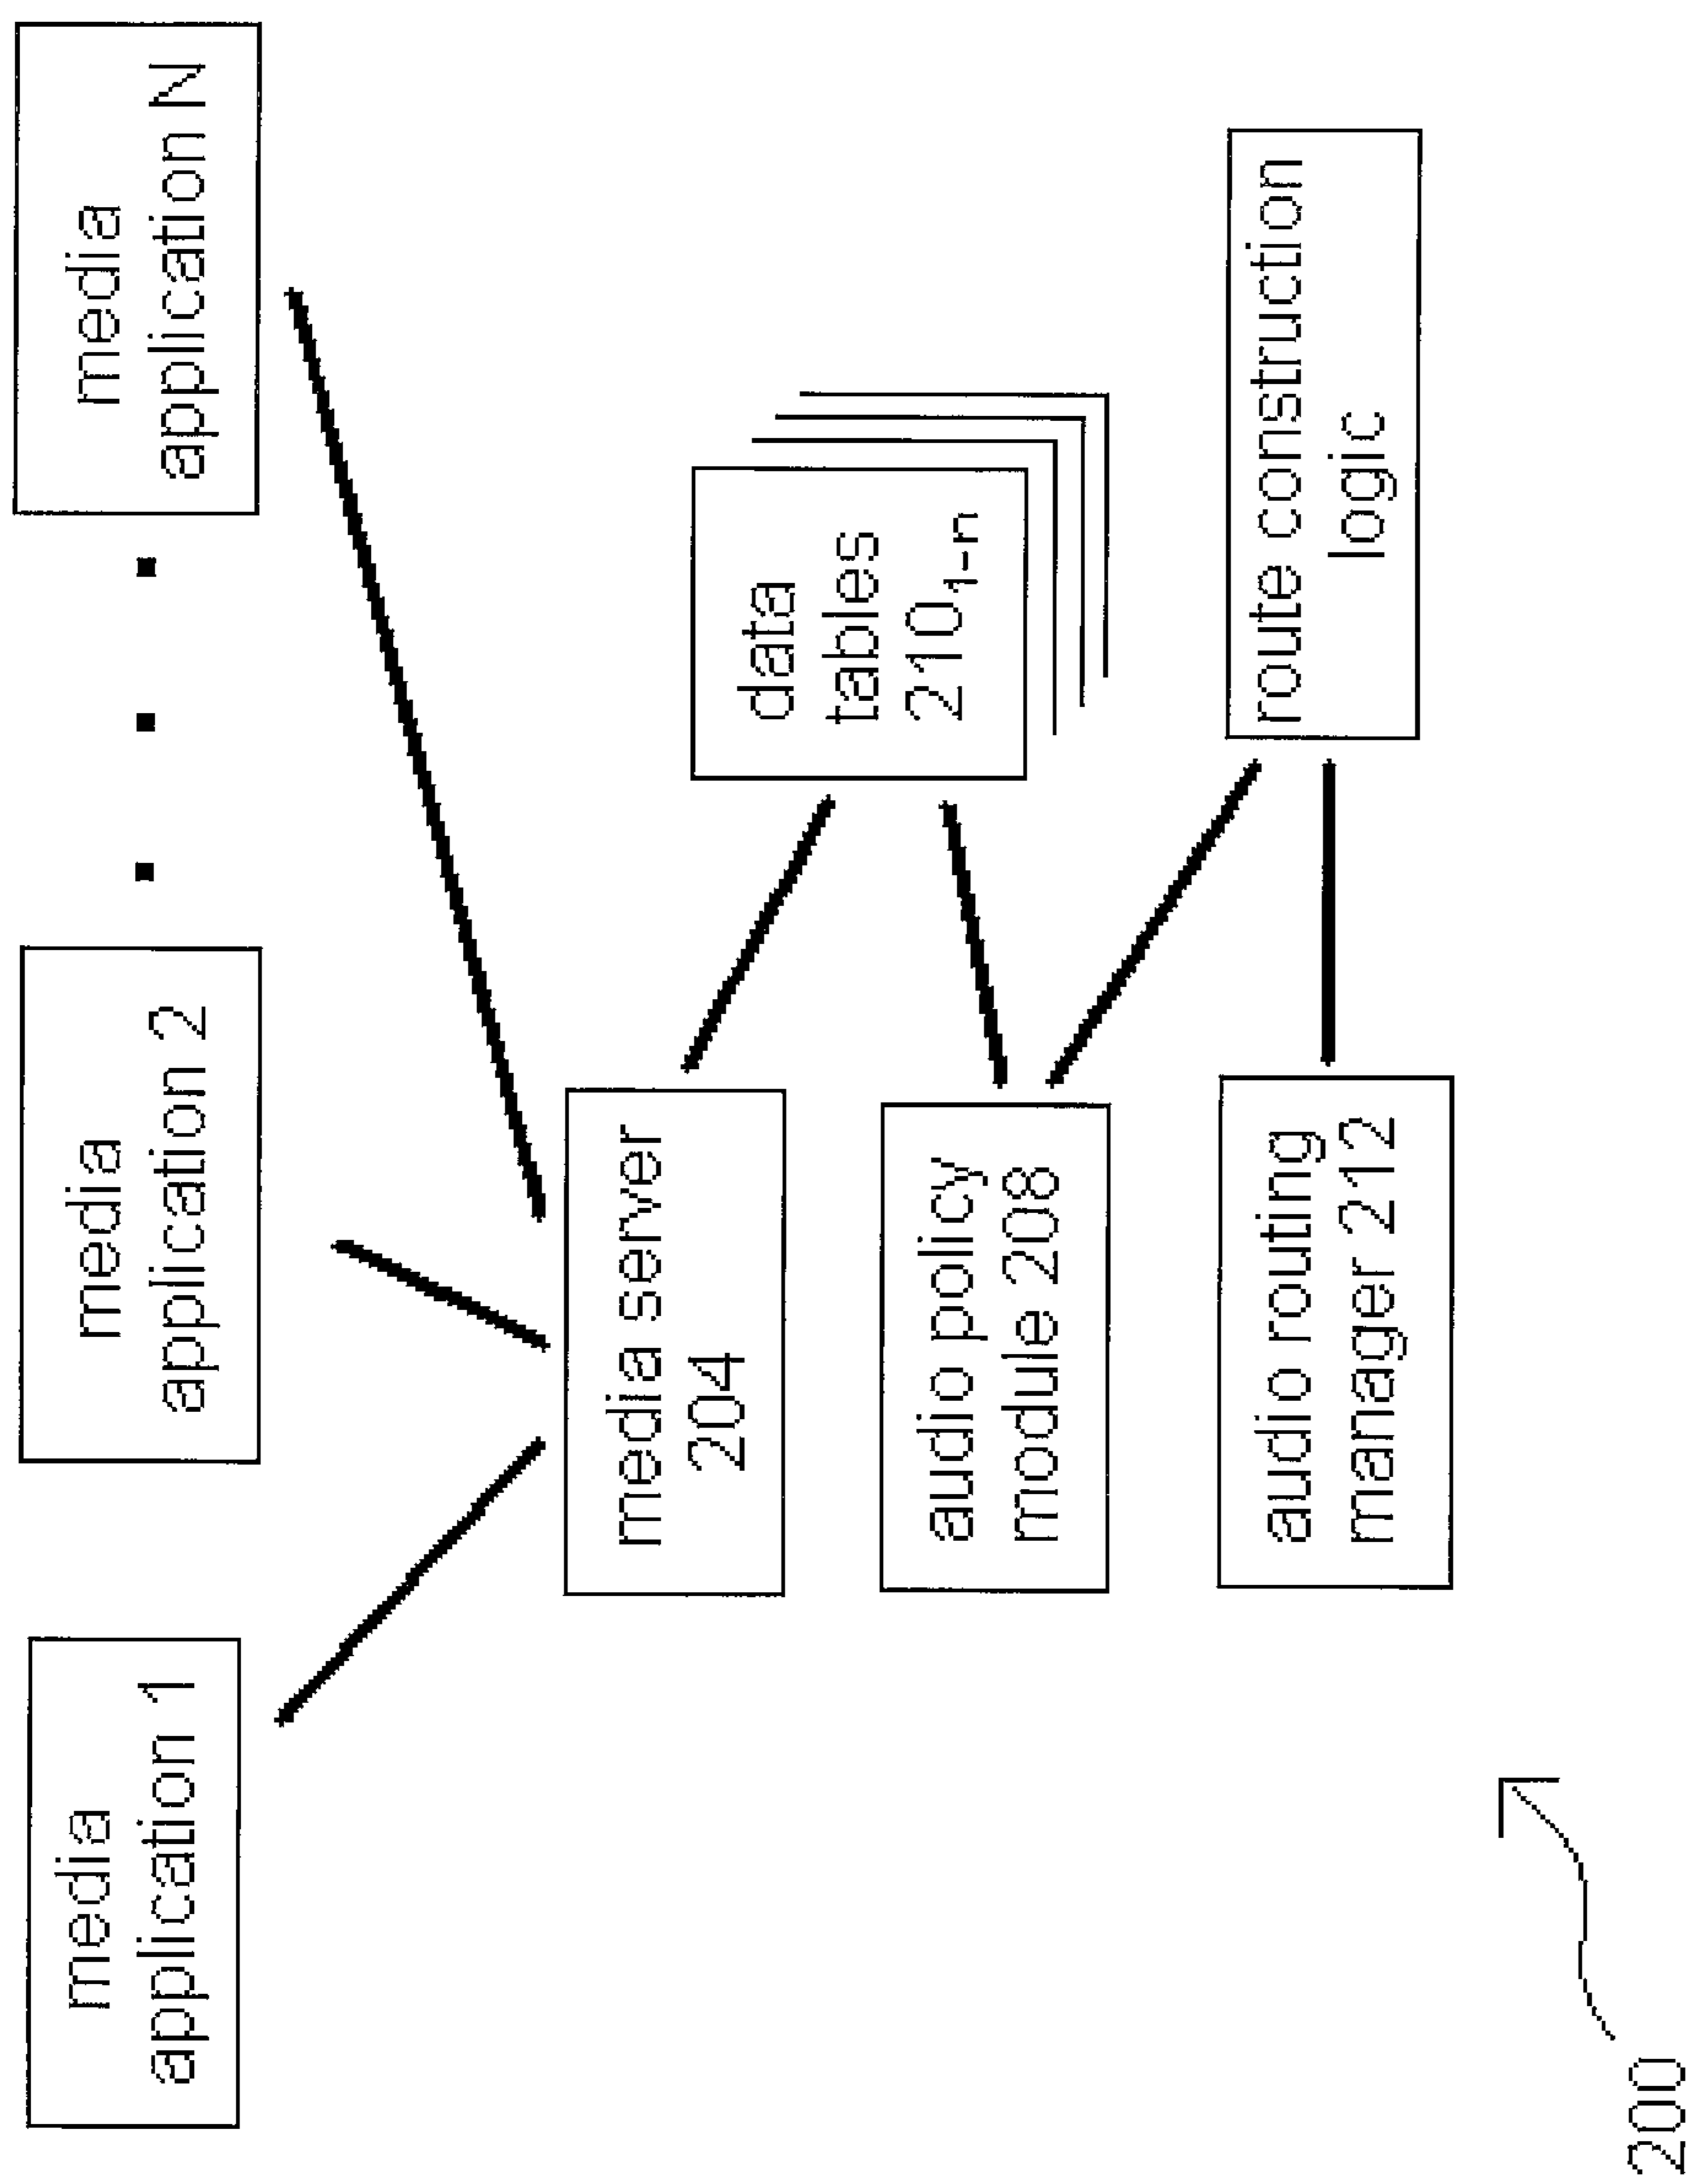 media
application 1
media
application 2
media
application N
media server
204
data
tables
210₁₋ₙ
audio policy
module 208
audio routing
manager 212
route construction
logic
200